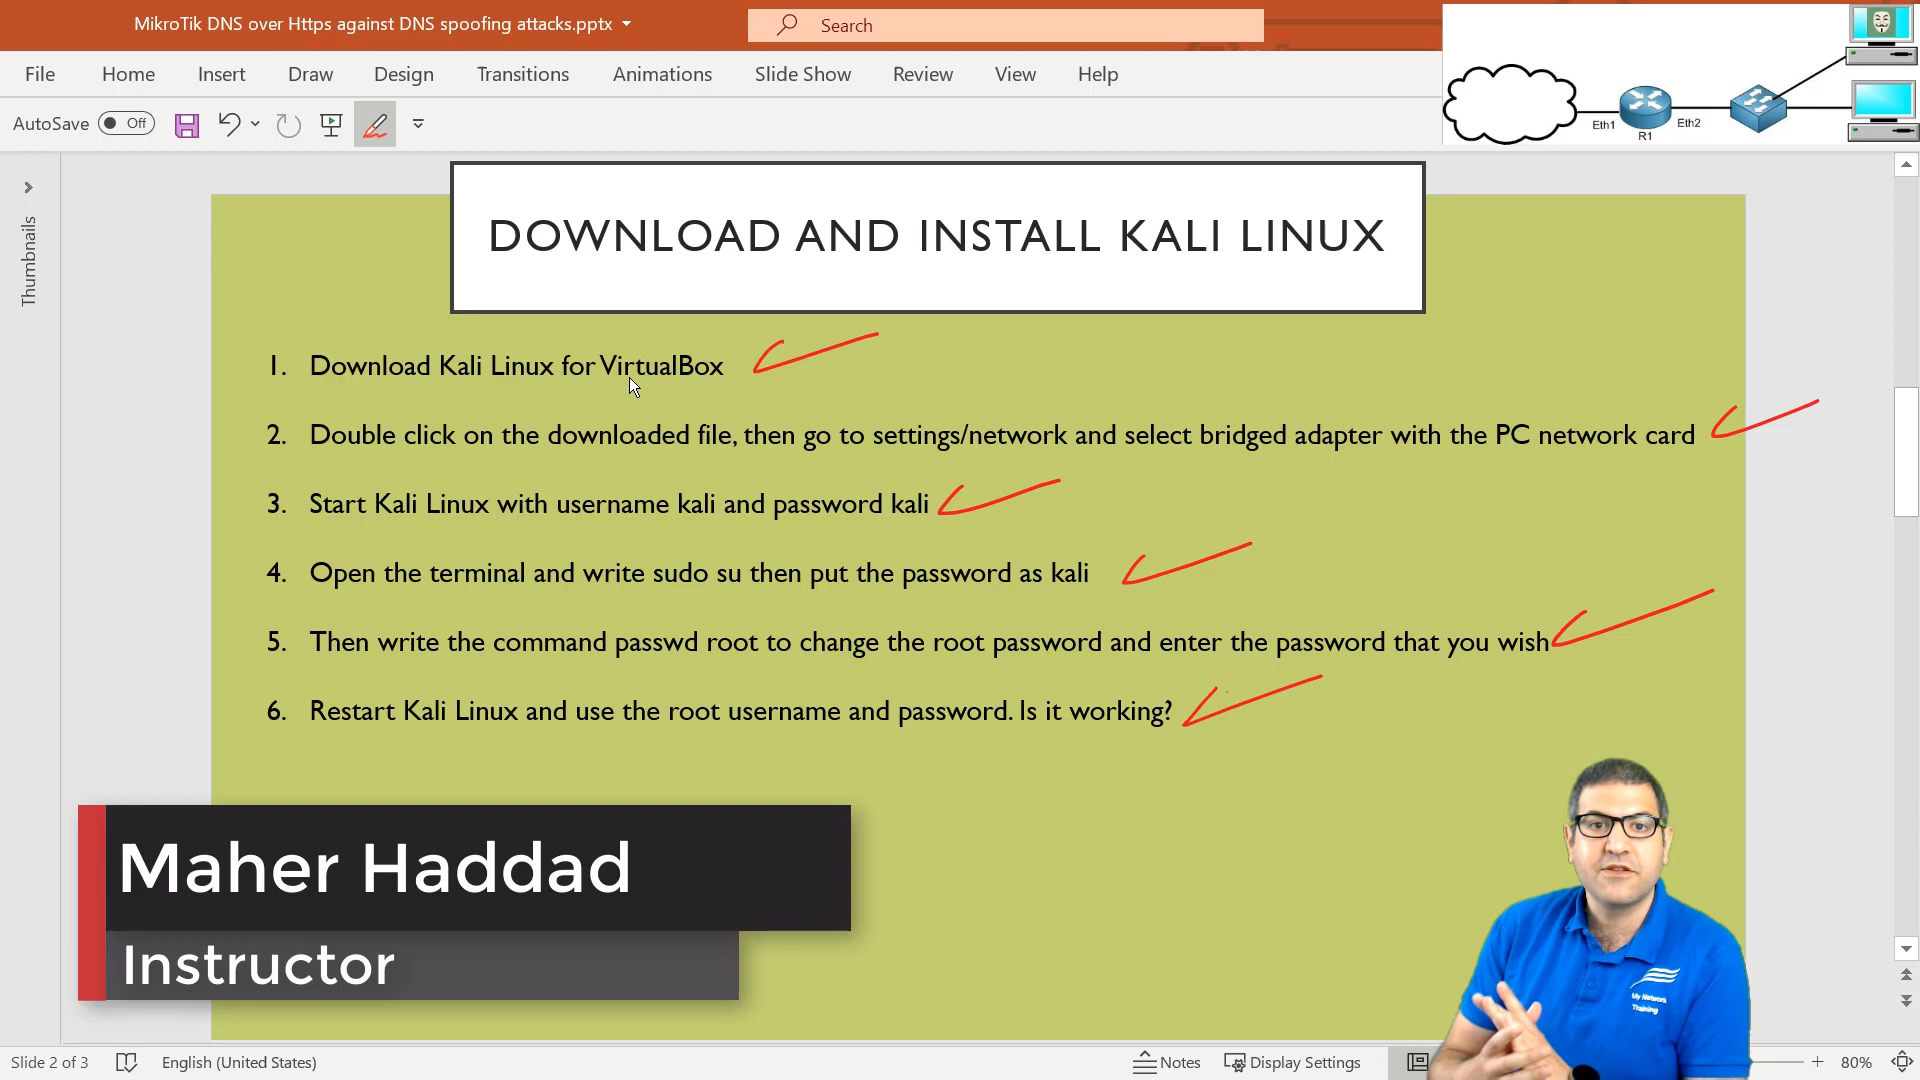 MikroTik DNS over Https against DNS spoofing attacks.pptx
Search
File
Home
Insert
Draw
Design
Transitions
Animations
Slide Show
Review
View
Help
AutoSave
Off
Eth1
R1
Eth2
Thumbnails
DOWNLOAD AND INSTALL KALI LINUX
1. Download Kali Linux for VirtualBox
2. Double click on the downloaded file, then go to settings/network and select bridged adapter with the PC network card
3. Start Kali Linux with username kali and password kali
4. Open the terminal and write sudo su then put the password as kali
5. Then write the command passwd root to change the root password and enter the password that you wish
6. Restart Kali Linux and use the root username and password. Is it working?
Maher Haddad
Instructor
My Network
Training
Slide 2 of 3
English (United States)
Notes
Display Settings
80%